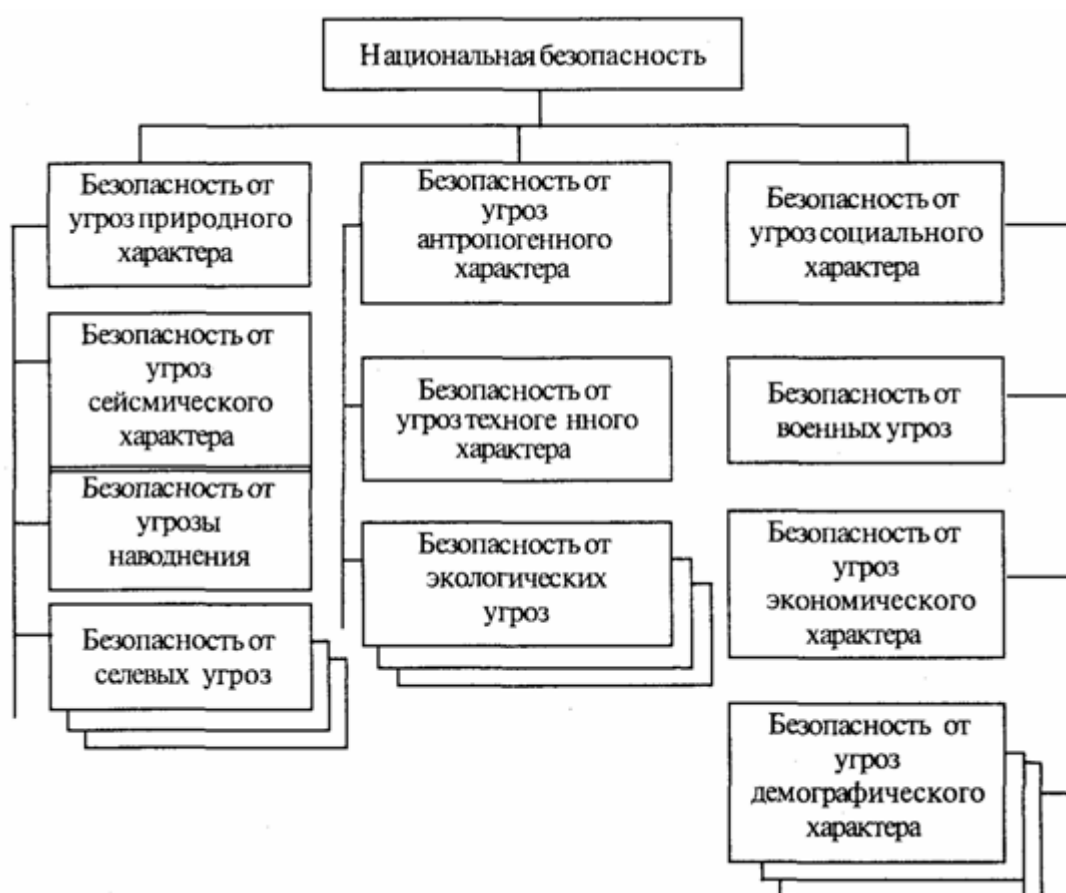 Национальная безопасность
Безопасность от
угроз природного
характера
Безопасность от
угроз
сейсмического
характера
Безопасность от
угрозы
наводнения
Безопасность от
селевых угроз
Безопасность от
угроз
антропогенного
характера
Безопасность от
угроз техноге нного
характера
Безопасность от
экологических
угроз
Безопасность от
угроз социального
характера
Безопасность от
военных угроз
Безопасность от
угроз
экономического
характера
Безопасность от
угроз
демографического
характера